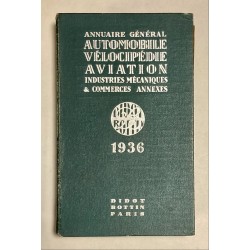 ANNUAIRE GÉNÉRAL
AUTOMOBILE
VÉLOCIPÉDIE
AVIATION
INDUSTRIES MÉCANIQUES
& COMMERCES ANNEXES
1936
DIDOT
BOTTIN
PARIS